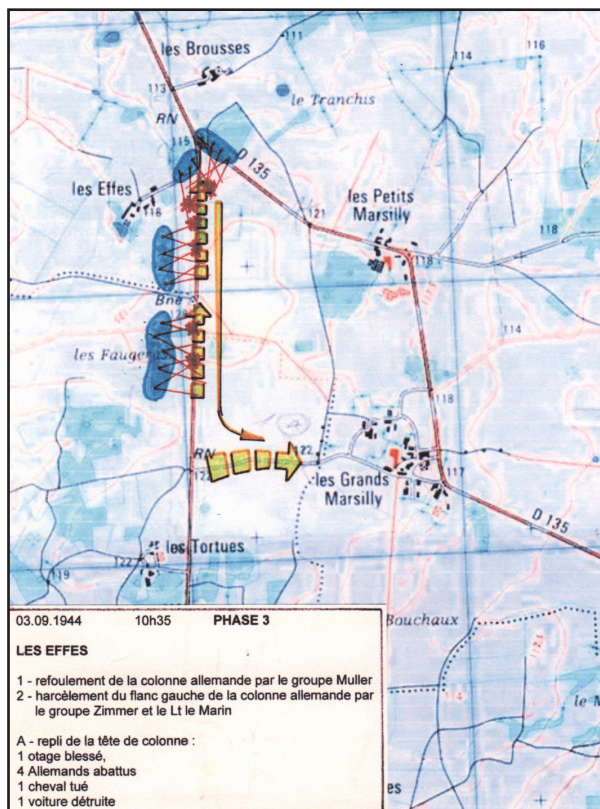 les Brousses
111
116
114
113
le Tranchis
RN
115
D 135
les Effes
116
les Petits
Marsilly
121
118
118
Bne
les Faugeras
114
118
RN
122
122
les Grands
Marsilly
117
D 135
les Tortues
122
119
Bouchaux
114
le M
es
03.09.1944 10h35 PHASE 3
LES EFFES
1 - refoulement de la colonne allemande par le groupe Muller
2 - harcèlement du flanc gauche de la colonne allemande par
le groupe Zimmer et le Lt le Marin
A - repli de la tête de colonne :
1 otage blessé,
4 Allemands abattus
1 cheval tué
1 voiture détruite